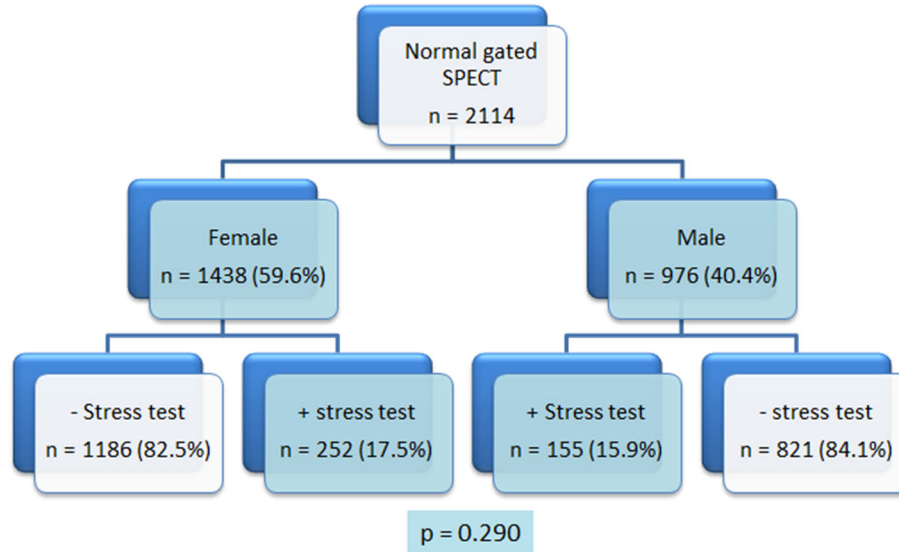 Normal gated
SPECT
n = 2114
Female
n = 1438 (59.6%)
Male
n = 976 (40.4%)
- Stress test
n = 1186 (82.5%)
+ stress test
n = 252 (17.5%)
+ Stress test
n = 155 (15.9%)
- stress test
n = 821 (84.1%)
p = 0.290